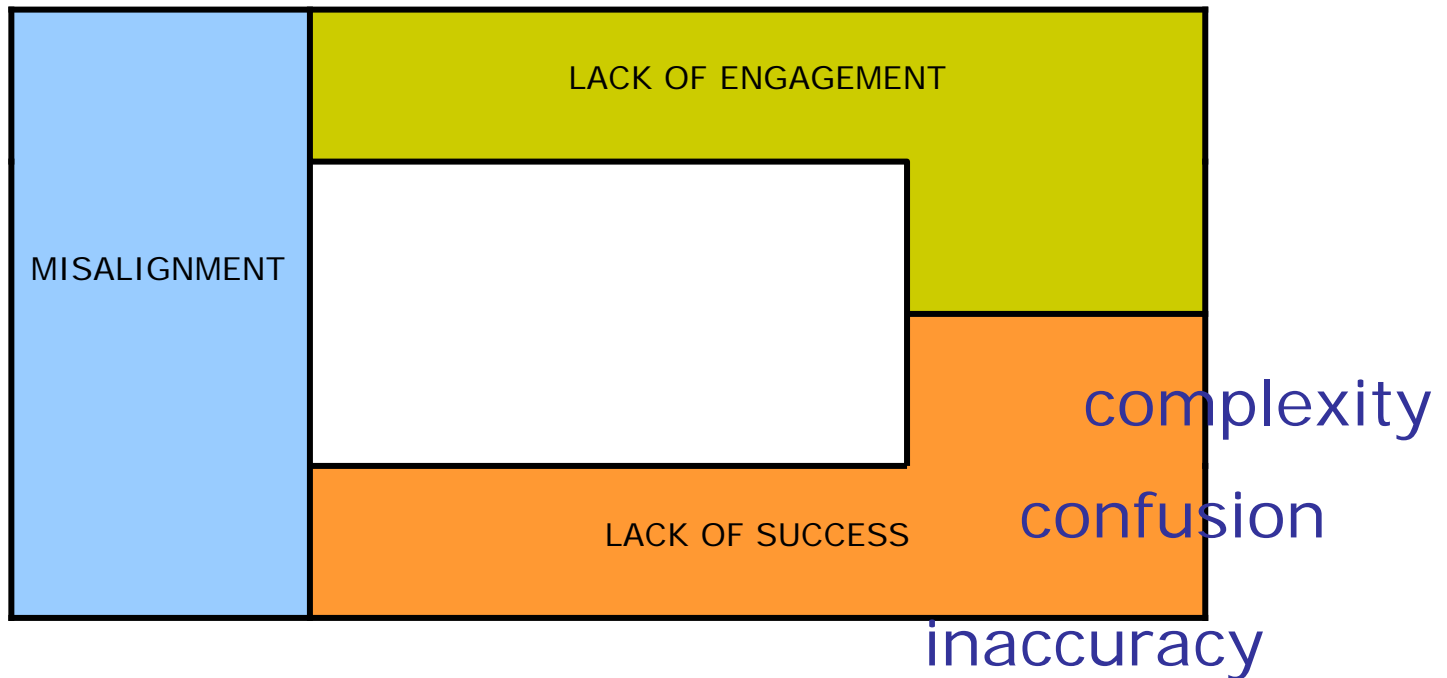 LACK OF ENGAGEMENT
MISALIGNMENT
complexity
confusion
LACK OF SUCCESS
inaccuracy